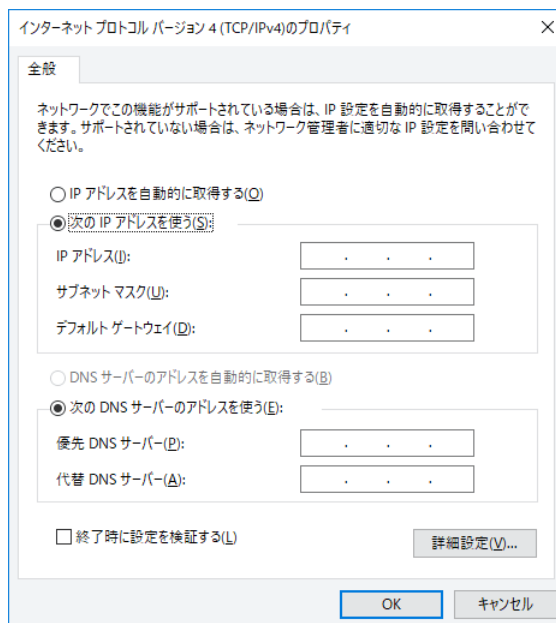 インターネット プロトコル バージョン 4 (TCP/IPv4)のプロパティ
全般
ネットワークでこの機能がサポートされている場合は、IP 設定を自動的に取得することがで
きます。サポートされていない場合は、ネットワーク管理者に適切な IP 設定を問い合わせて
ください。
IP アドレスを自動的に取得する(O)
次の IP アドレスを使う(S):
IP アドレス(I):
サブネット マスク(U):
デフォルト ゲートウェイ(D):
DNS サーバーのアドレスを自動的に取得する(B)
次の DNS サーバーのアドレスを使う(E):
優先 DNS サーバー(P):
代替 DNS サーバー(A):
終了時に設定を検証する(L)
詳細設定(V)...
OK
キャンセル